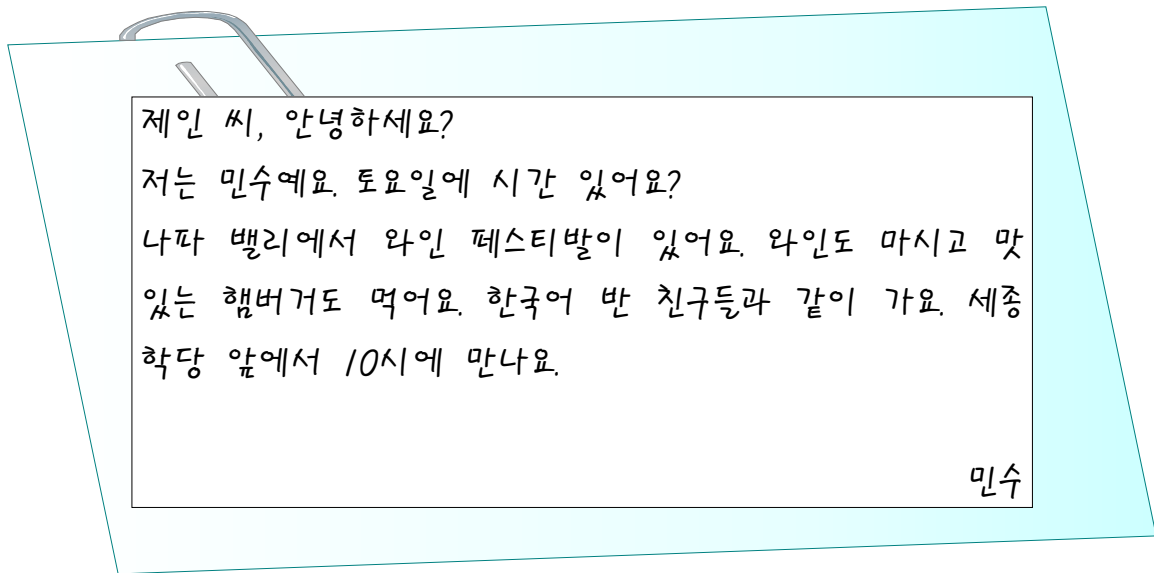 제인 씨, 안녕하세요?
저는 민수예요. 토요일에 시간 있어요?
나파 밸리에서 와인 페스티발이 있어요. 와인도 마시고 맛
있는 햄버거도 먹어요. 한국어 반 친구들과 같이 가요. 세종
학당 앞에서 10시에 만나요.
민수